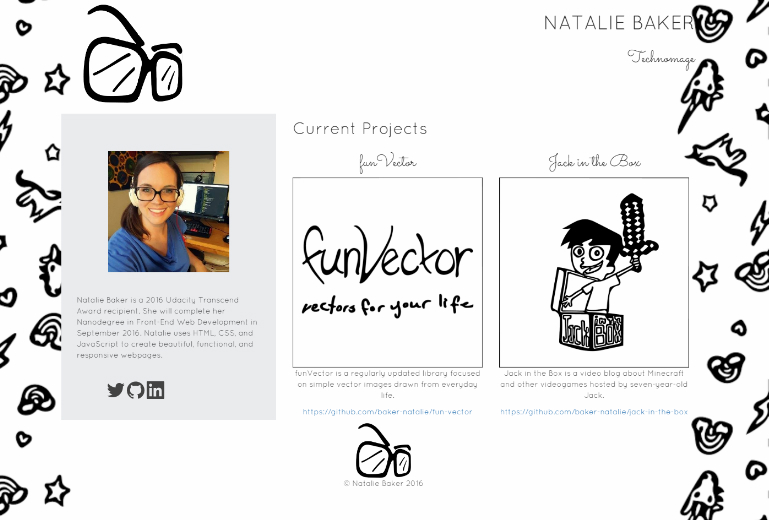 NATALIE BAKER
Technomage
Natalie Baker is a 2016 Udacity Transcend
Award recipient. She will complete her
Nanodegree in Front-End Web Development in
September 2016. Natalie uses HTML, CSS, and
JavaScript to create beautiful, functional, and
responsive webpages.
Current Projects
funVector
funVector
vectors for your life
funVector is a regularly updated library focused
on simple vector images drawn from everyday
life.
https://github.com/baker-natalie/fun-vector
Jack in the Box
Jack IN THE BOX
Jack in the Box is a video blog about Minecraft
and other videogames hosted by seven-year-old
Jack.
https://github.com/baker-natalie/jack-in-the-box
© Natalie Baker 2016